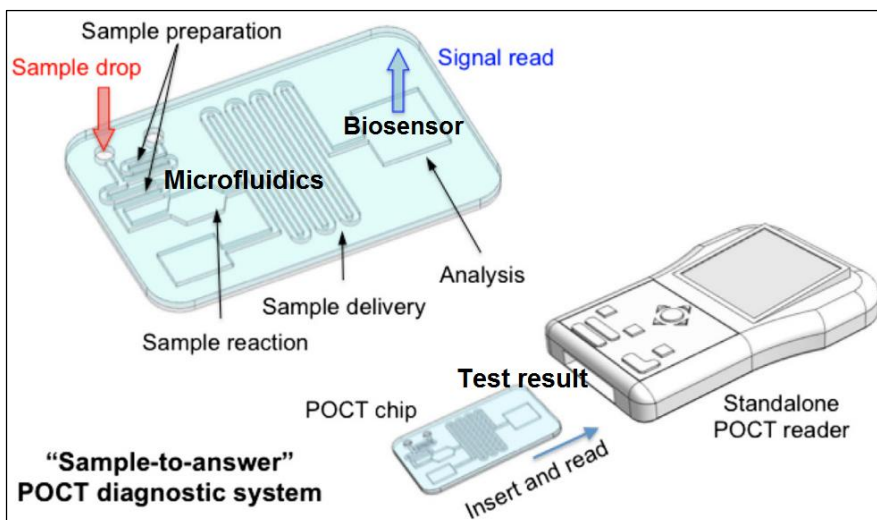 Sample preparation
Sample drop
Signal read
Biosensor
Microfluidics
Analysis
Sample delivery
Sample reaction
Test result
POCT chip
Standalone
POCT reader
Insert and read
“Sample-to-answer”
POCT diagnostic system